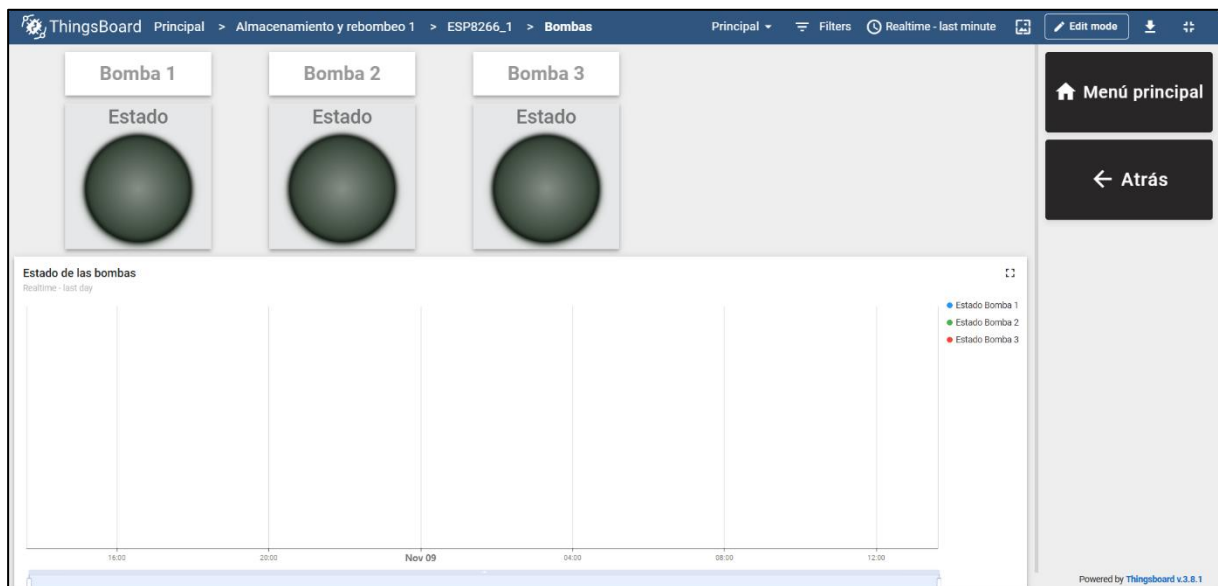 ThingsBoard Principal > Almacenamiento y rebombeo 1 > ESP8266_1 > Bombas Principal Filters Realtime - last minute Edit mode
Bomba 1 Bomba 2 Bomba 3
Estado Estado Estado
Menú principal
Atrás
Estado de las bombas
Realtime - last day
Estado Bomba 1
Estado Bomba 2
Estado Bomba 3
16:00 20:00 Nov 09 04:00 08:00 12:00
Powered by Thingsboard v.3.8.1